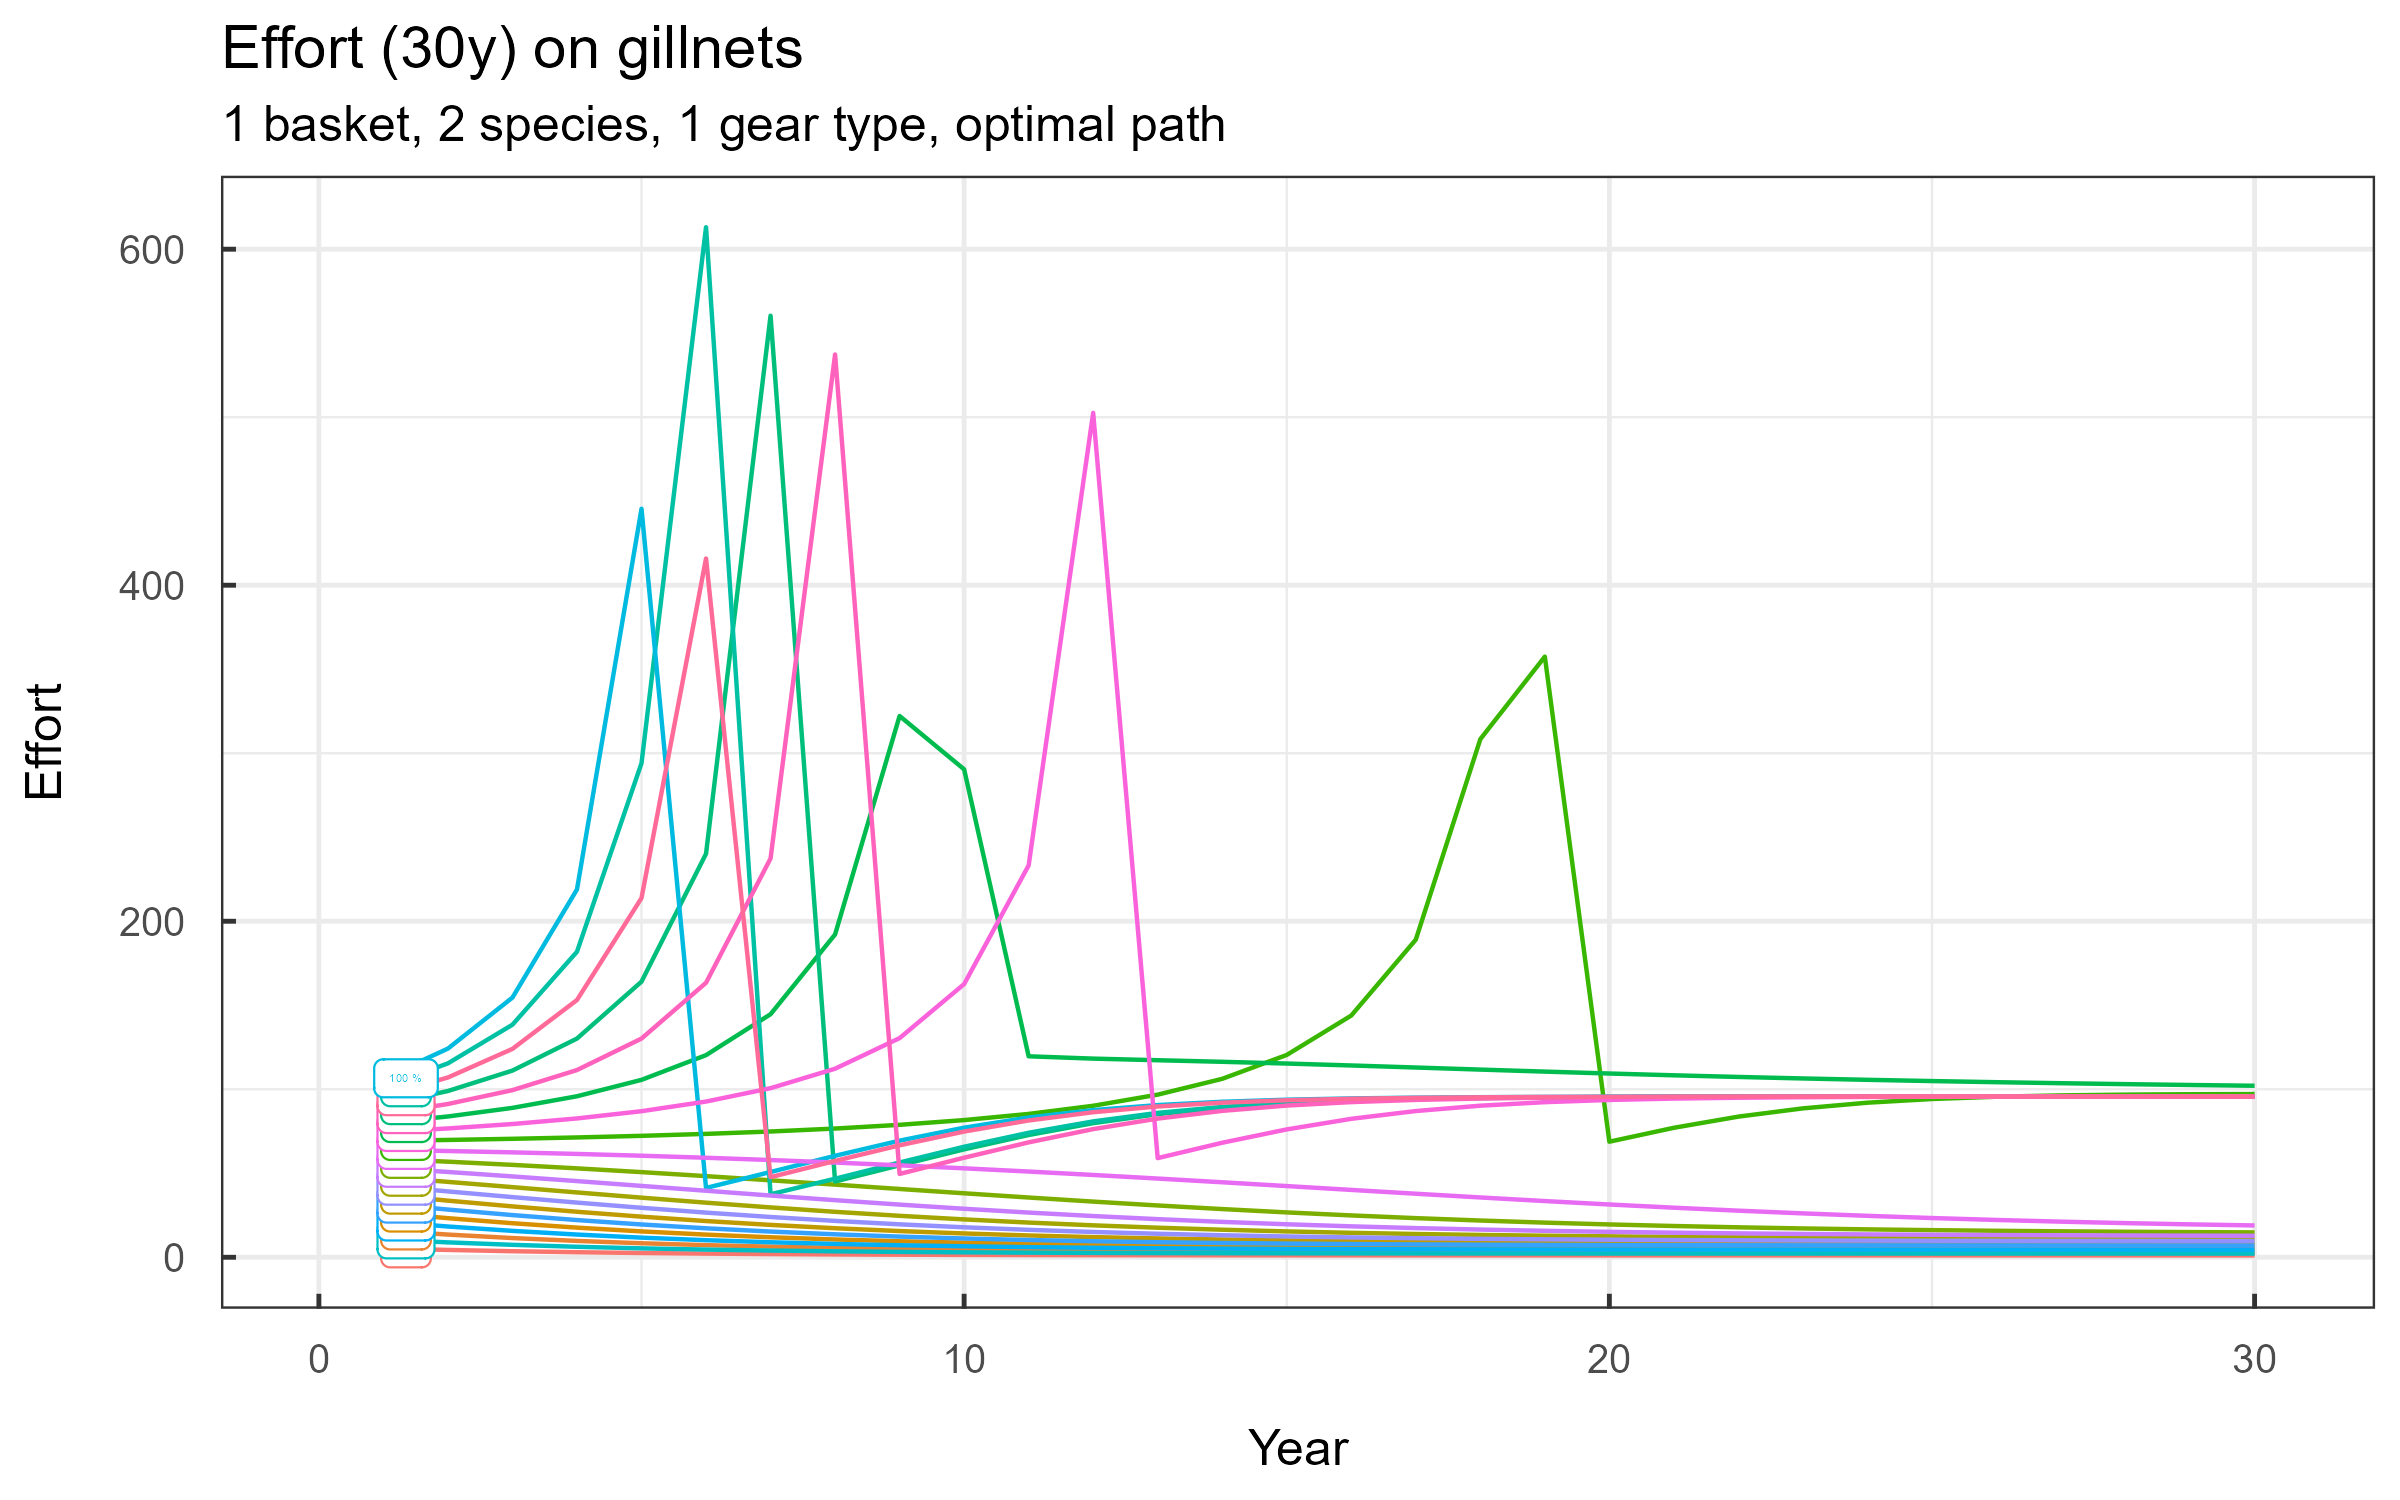 Effort (30y) on gillnets
1 basket, 2 species, 1 gear type, optimal path
600
400
200
0
Effort
100 %
0 10 20 30
Year